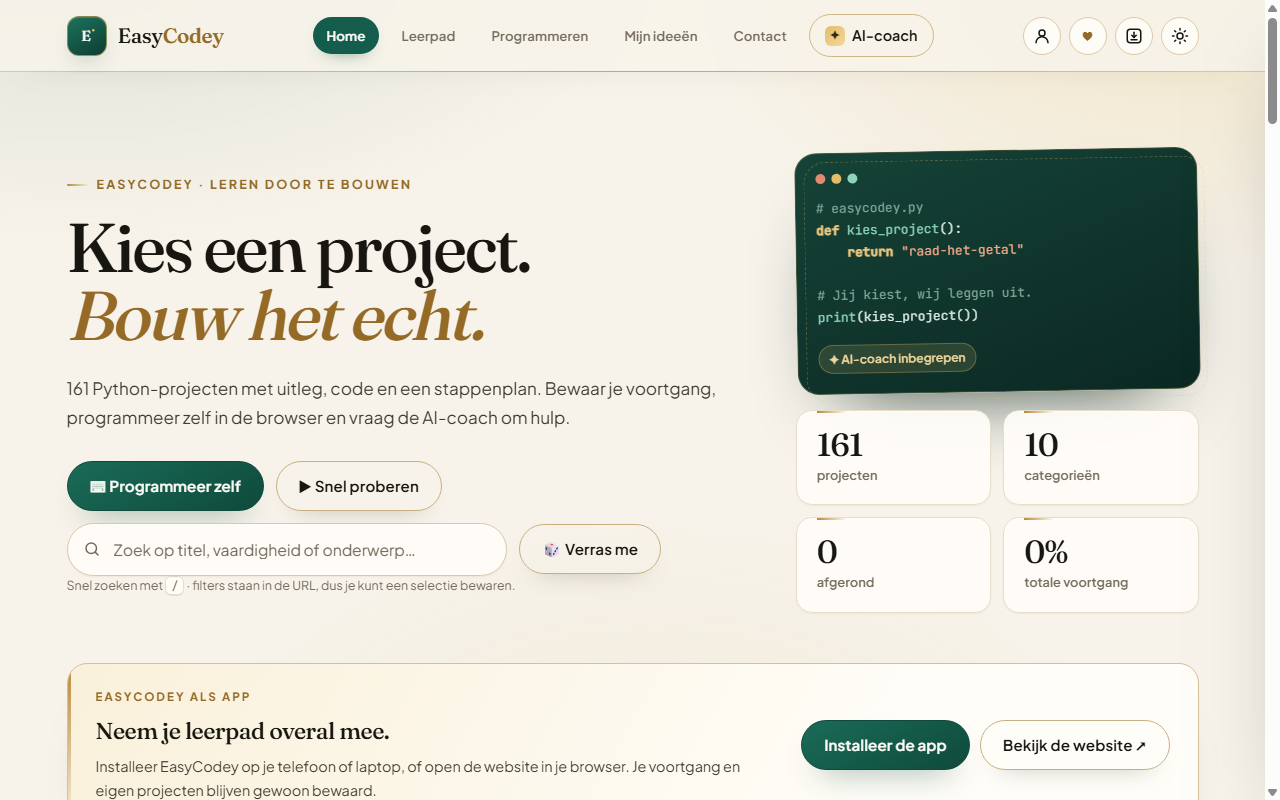 E
EasyCodey
Home
Leerpad
Programmeren
Mijn ideeën
Contact
✦ AI-coach
EASYCODEY · LEREN DOOR TE BOUWEN
Kies een project.
Bouw het echt.
161 Python-projecten met uitleg, code en een stappenplan. Bewaar je voortgang,
programmeer zelf in de browser en vraag de AI-coach om hulp.
⌨ Programmeer zelf
▶ Snel proberen
Zoek op titel, vaardigheid of onderwerp...
🎲 Verras me
Snel zoeken met / · filters staan in de URL, dus je kunt een selectie bewaren.
# easycodey.py
def kies_project():
return "raad-het-getal"
# Jij kiest, wij leggen uit.
print(kies_project())
✦ AI-coach inbegrepen
161
projecten
10
categorieën
0
afgerond
0%
totale voortgang
EASYCODEY ALS APP
Neem je leerpad overal mee.
Installeer EasyCodey op je telefoon of laptop, of open de website in je browser. Je voortgang en
eigen projecten blijven gewoon bewaard.
Installeer de app
Bekijk de website ↗